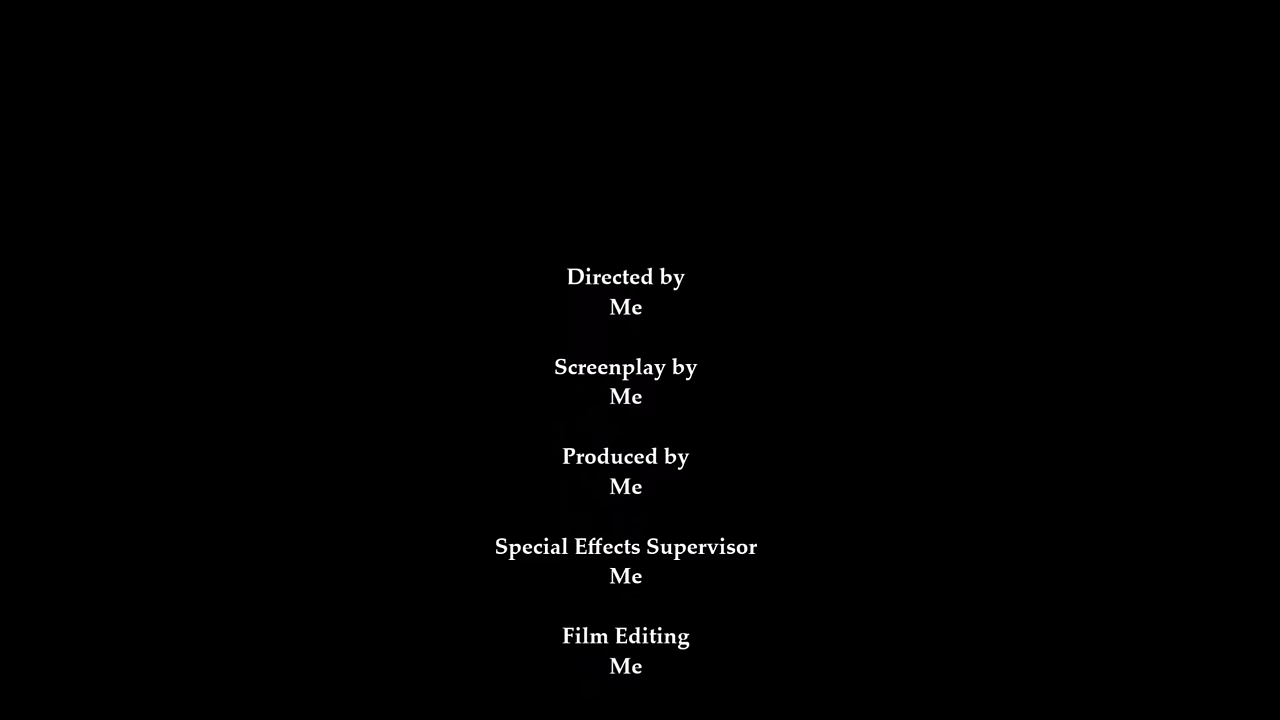 Directed by
Me
Screenplay by
Me
Produced by
Me
Special Effects Supervisor
Me
Film Editing
Me